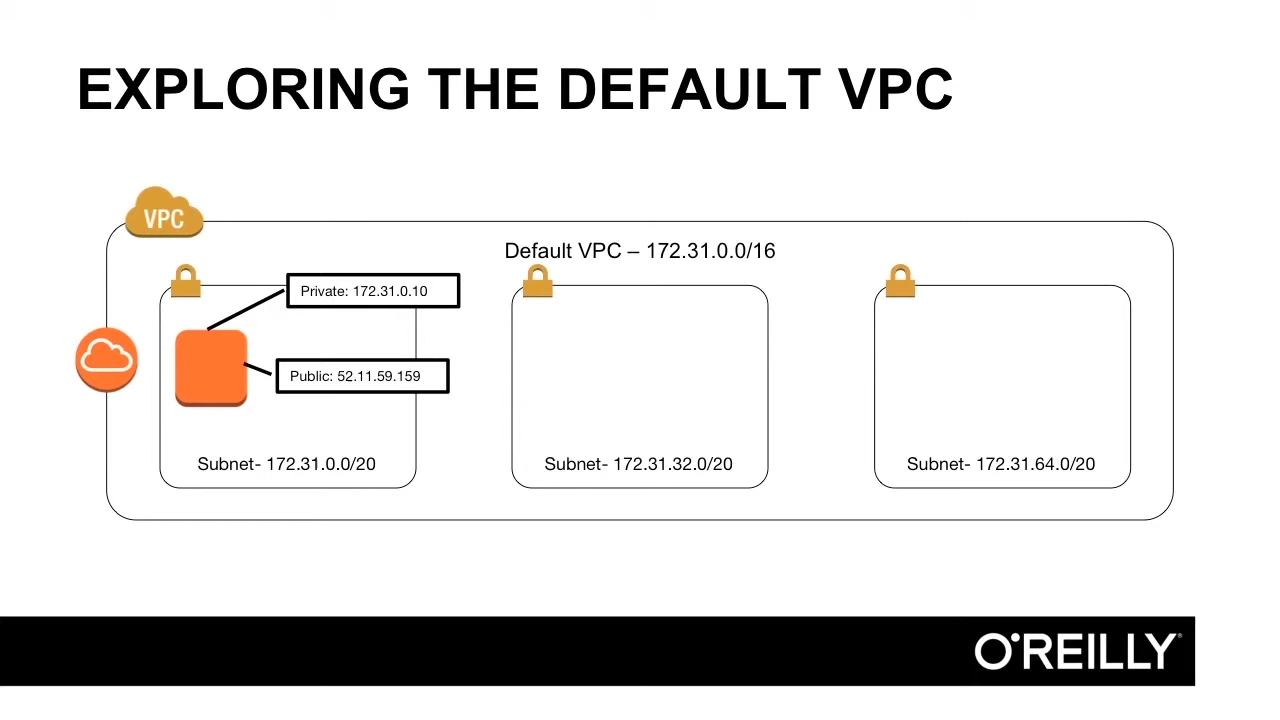 EXPLORING THE DEFAULT VPC
VPC
Default VPC – 172.31.0.0/16
Private: 172.31.0.10
Public: 52.11.59.159
Subnet- 172.31.0.0/20
Subnet- 172.31.32.0/20
Subnet- 172.31.64.0/20
O'REILLY®